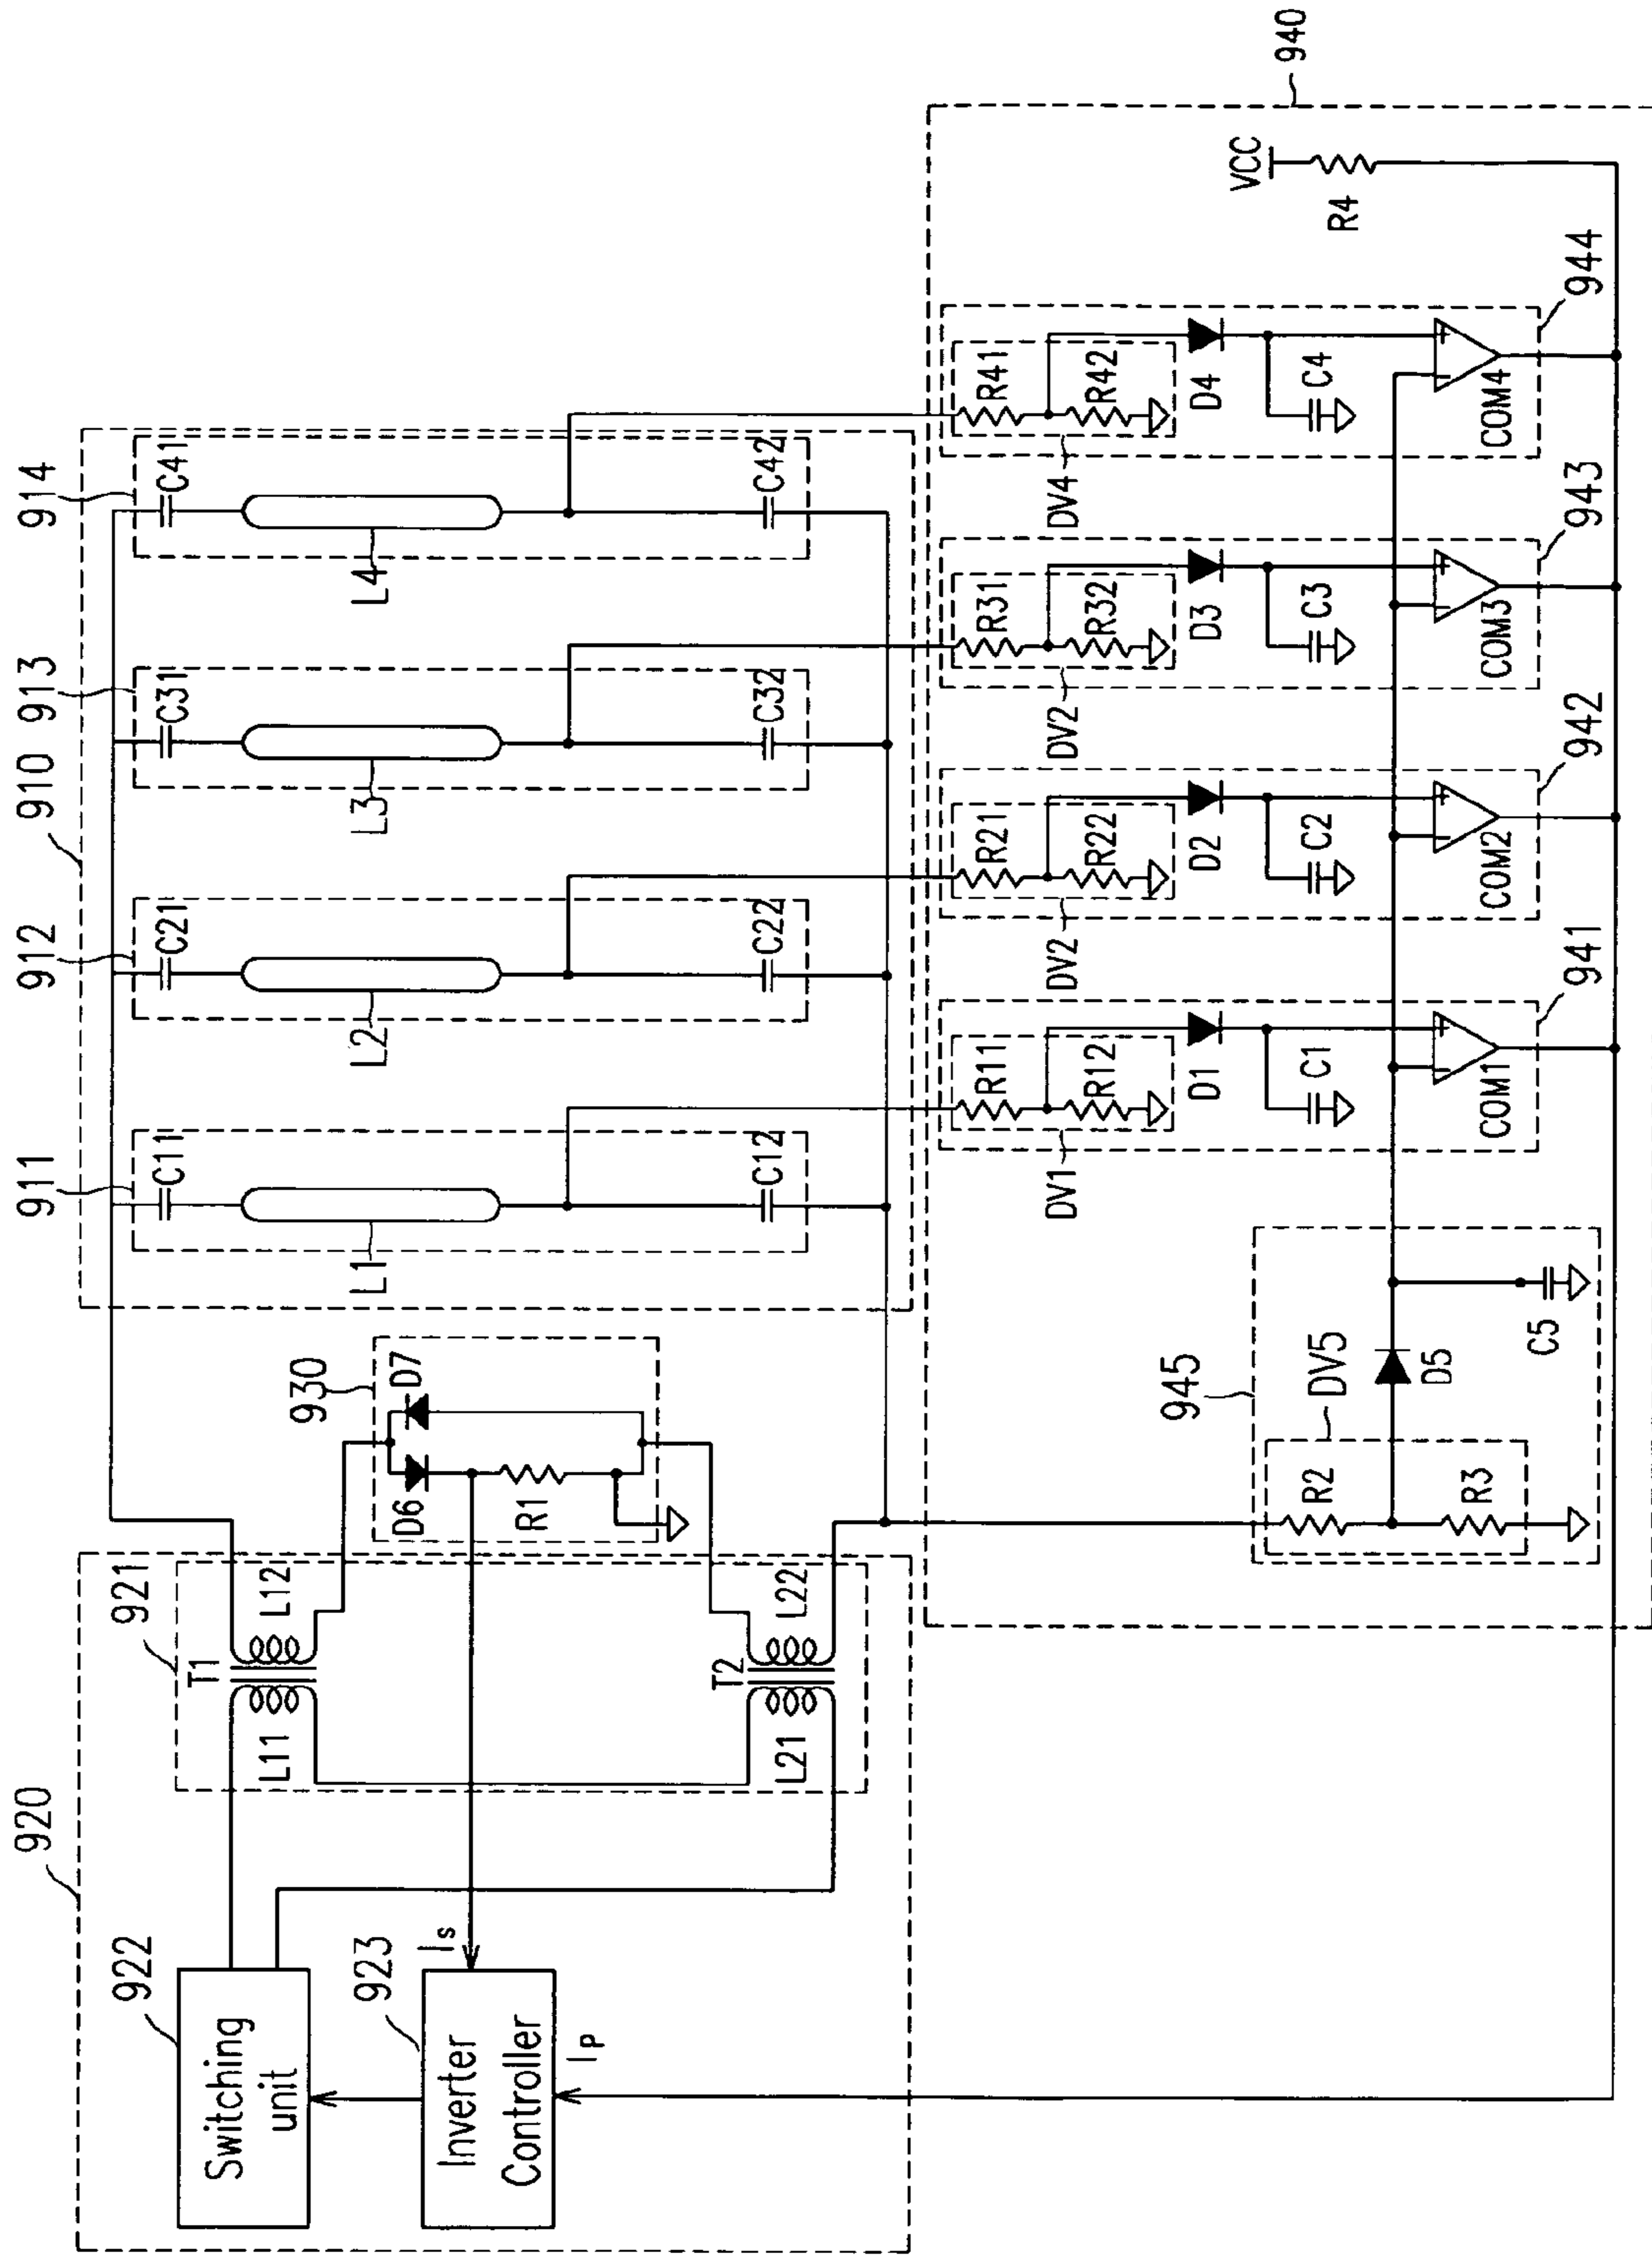 920
922
Switching
unit
923
Inverter
Controller
Is
IP
921
T1
L11
L12
T2
L21
L22
930
D6
D7
R1
910
911
C11
L1
C12
912
C21
L2
C22
913
C31
L3
C32
914
C41
L4
C42
940
945
DV5
R2
R3
D5
C5
941
DV1
R11
R12
D1
C1
COM1
- +
942
DV2
R21
R22
D2
C2
COM2
- +
943
DV2
R31
R32
D3
C3
COM3
- +
944
DV4
R41
R42
D4
C4
COM4
- +
VCC
R4